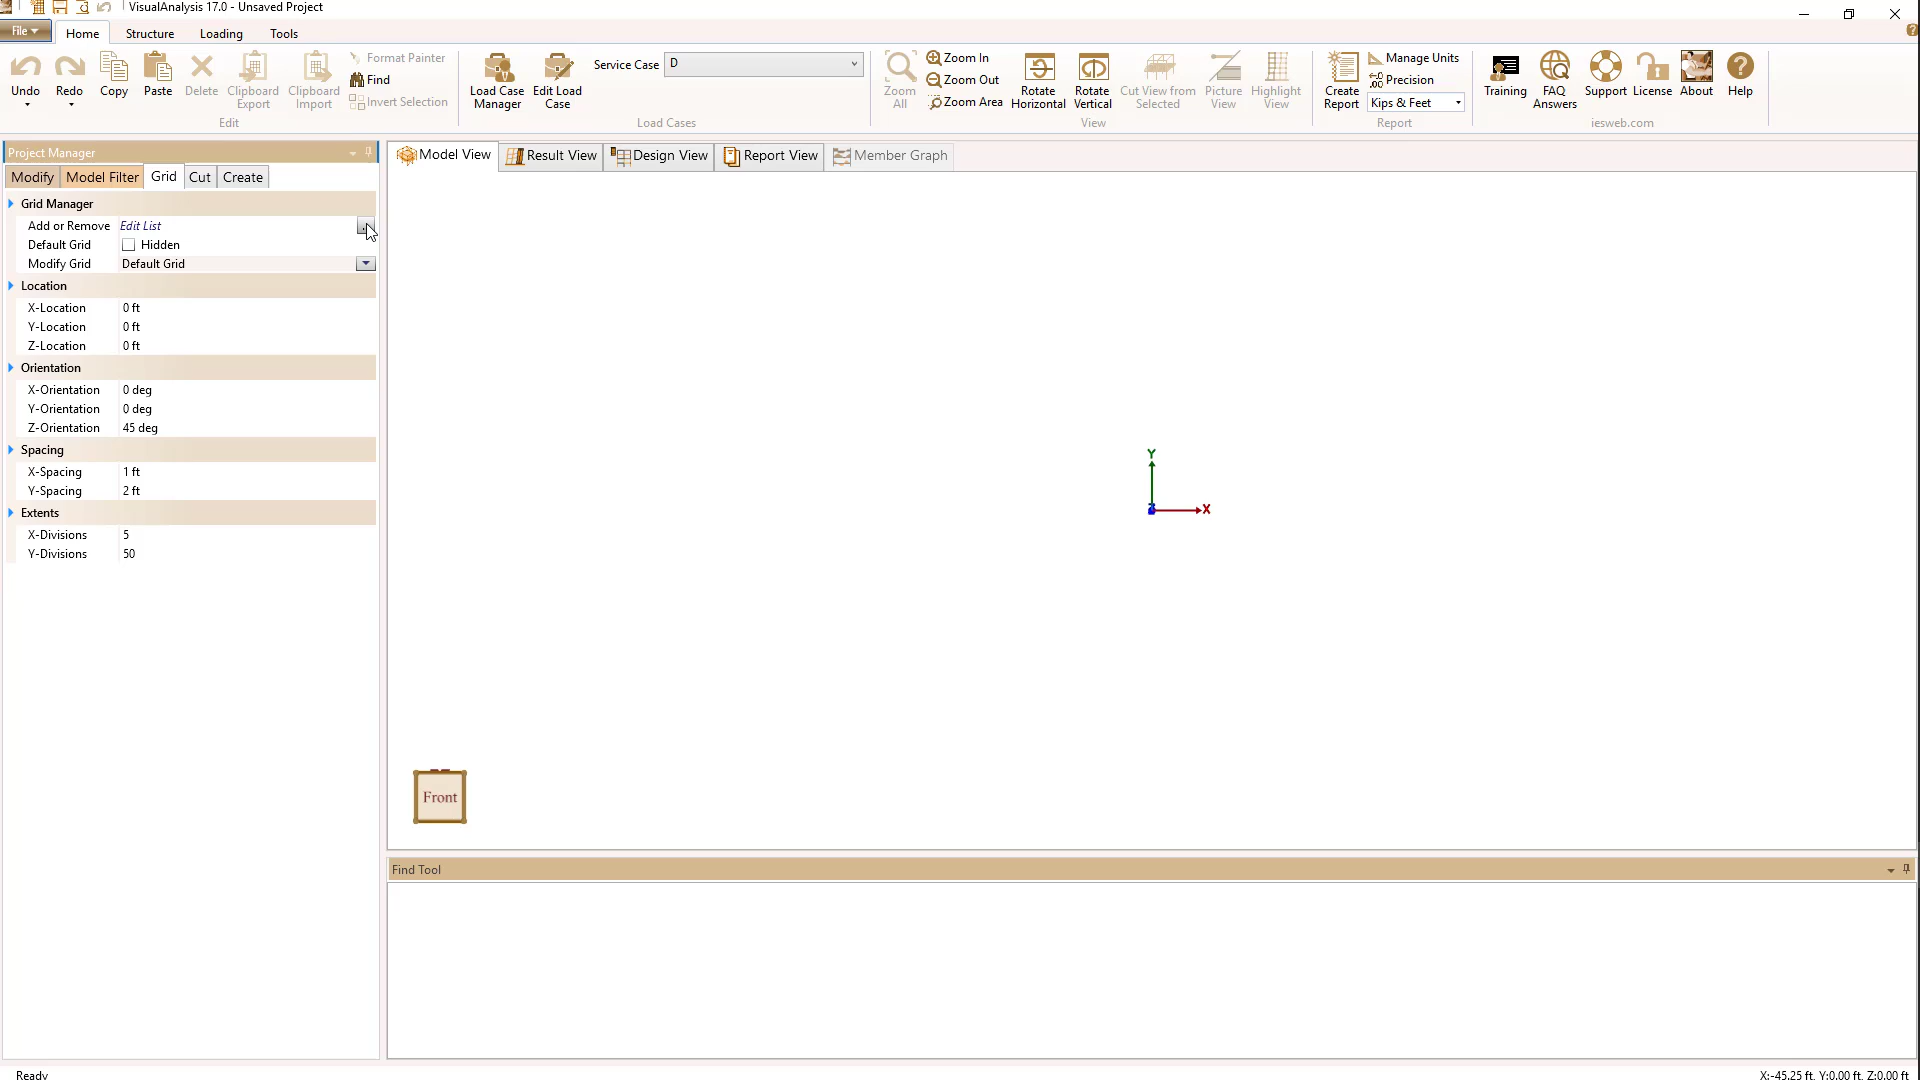 VisualAnalysis 17.0 - Unsaved Project
File Home Structure Loading Tools
Undo Redo Copy Paste Delete Clipboard Export Clipboard Import
Format Painter
Find
Invert Selection
Edit
Load Case Manager Edit Load Case
Service Case D
Load Cases
Zoom All
Zoom In
Zoom Out
Zoom Area
Rotate Horizontal Rotate Vertical Cut View from Selected Picture View Highlight View
View
Create Report
Manage Units
Precision
Kips & Feet
Report
Training FAQ Answers Support License About Help
iesweb.com
Project Manager
Modify Model Filter Grid Cut Create
Grid Manager
Add or Remove Edit List
Default Grid Hidden
Modify Grid Default Grid
Location
X-Location 0 ft
Y-Location 0 ft
Z-Location 0 ft
Orientation
X-Orientation 0 deg
Y-Orientation 0 deg
Z-Orientation 45 deg
Spacing
X-Spacing 1 ft
Y-Spacing 2 ft
Extents
X-Divisions 5
Y-Divisions 50
Model View Result View Design View Report View Member Graph
Y
X
Front
Find Tool
Ready
X:-45.25 ft, Y:0.00 ft, Z:0.00 ft